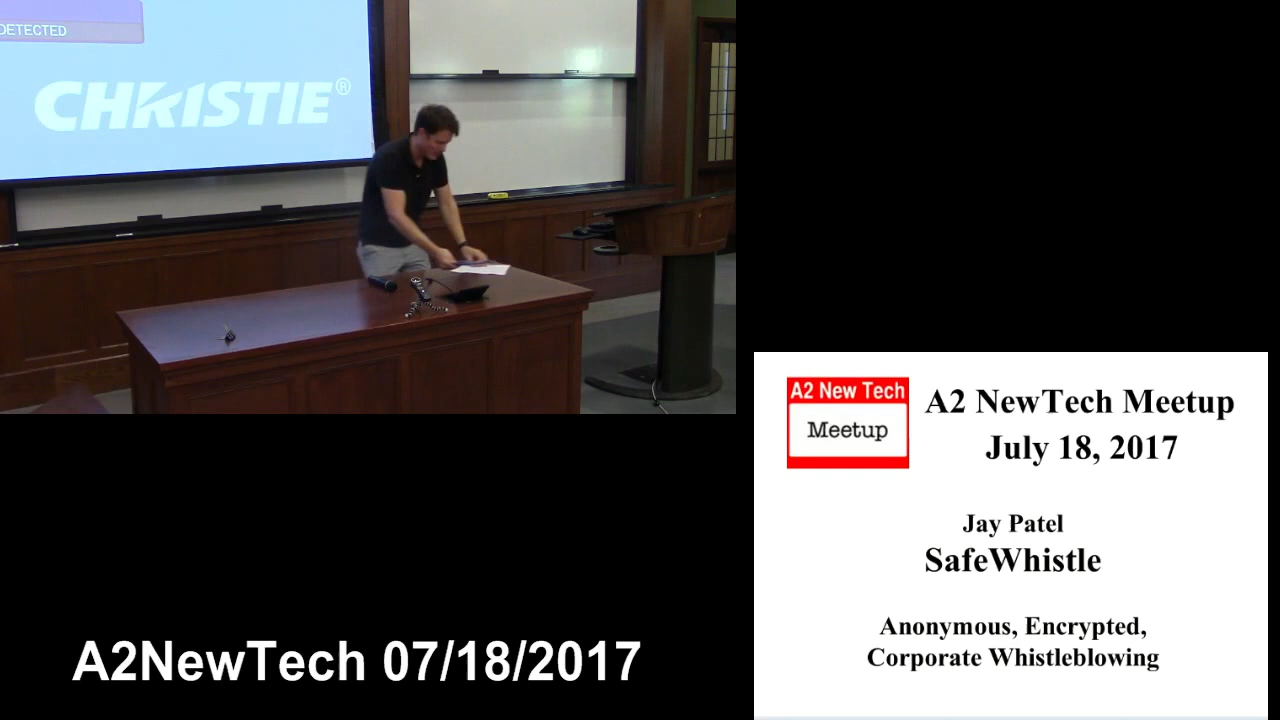 DETECTED
CHRISTIE®
A2 New Tech
Meetup
A2 NewTech Meetup
July 18, 2017
Jay Patel
SafeWhistle
Anonymous, Encrypted,
Corporate Whistleblowing
A2NewTech 07/18/2017